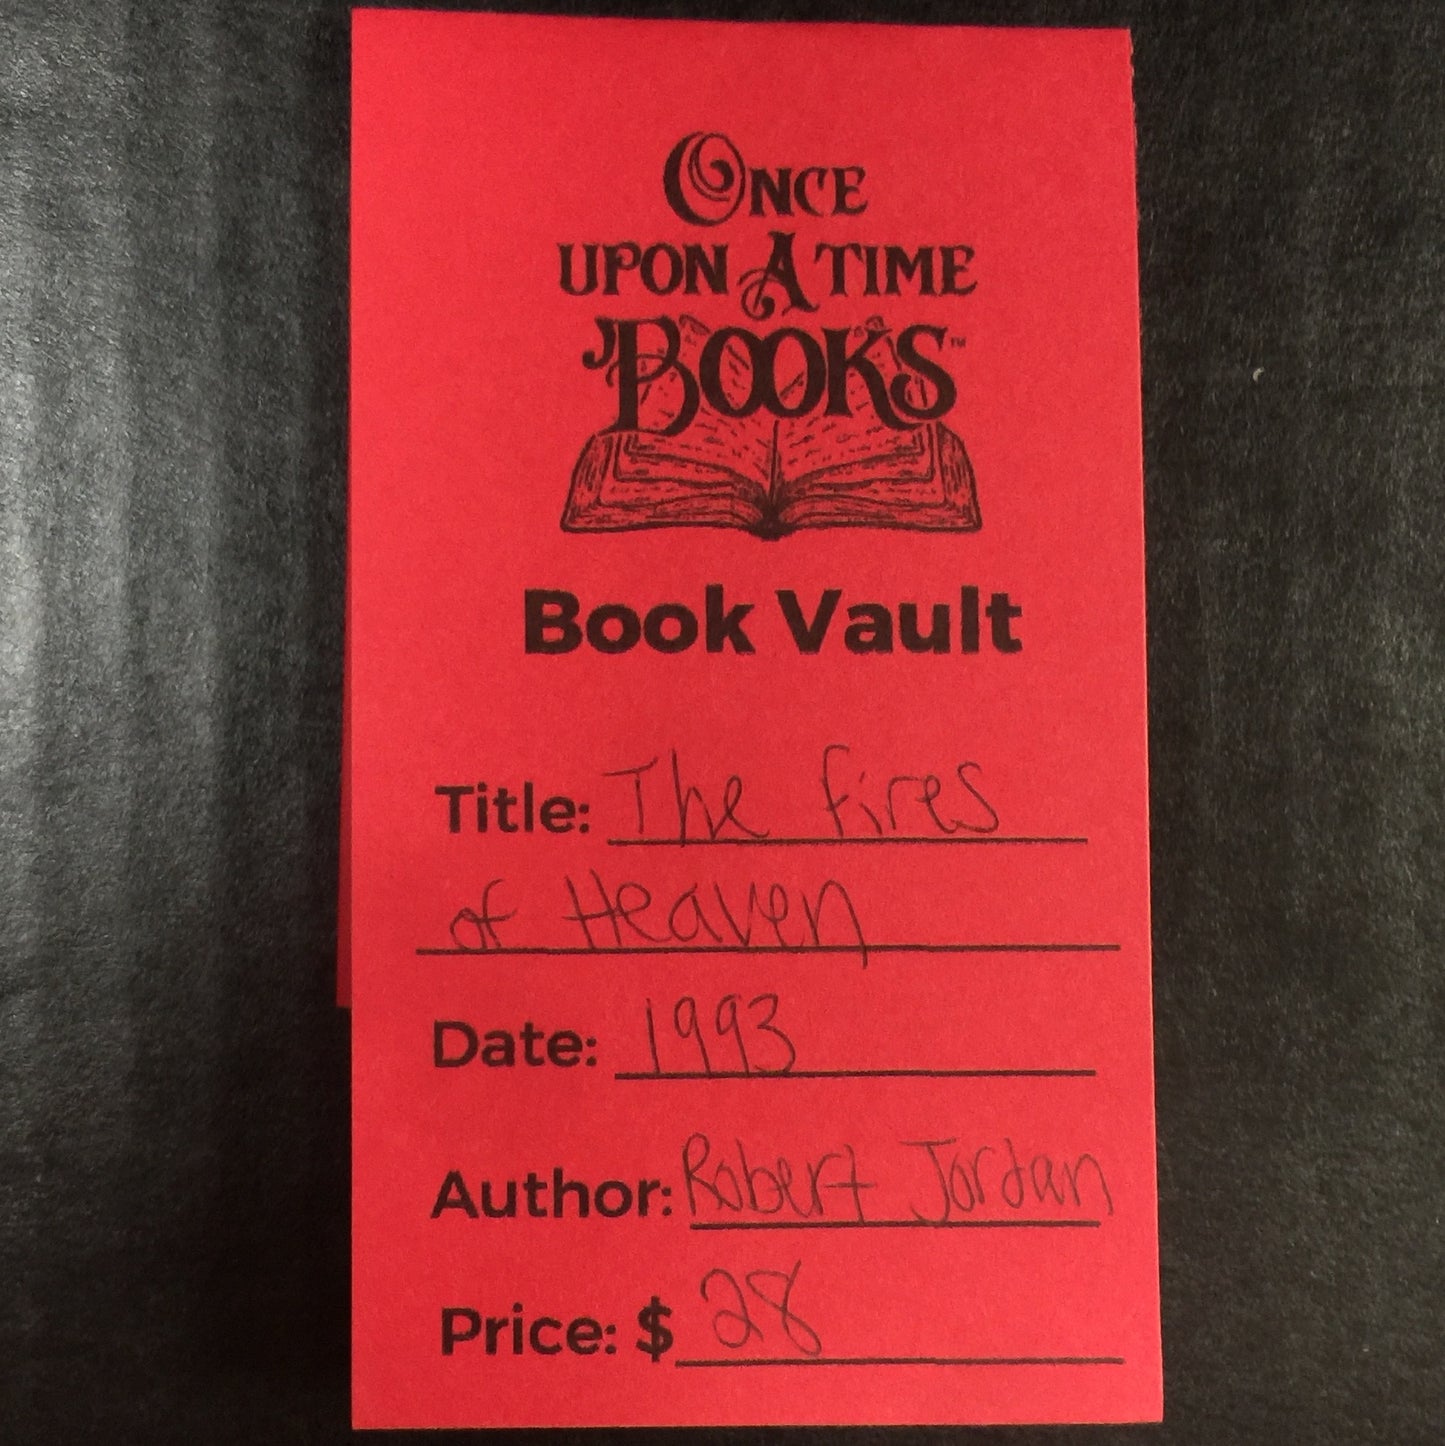 ONCE
UPON A TIME
BOOKS™
Book Vault
Title: The fires
of Heaven
Date: 1993
Author: Robert Jordan
Price: $ 28